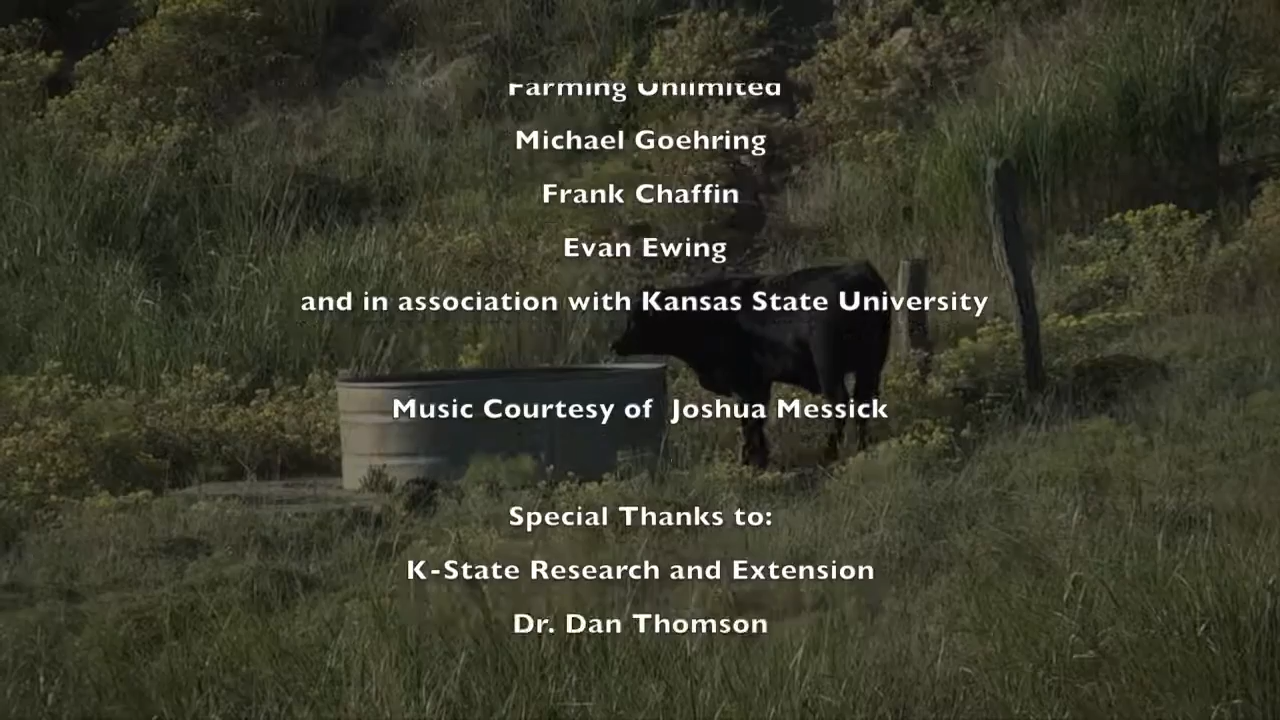 Farming Unlimited
Michael Goehring
Frank Chaffin
Evan Ewing
and in association with Kansas State University
Music Courtesy of Joshua Messick
Special Thanks to:
K-State Research and Extension
Dr. Dan Thomson